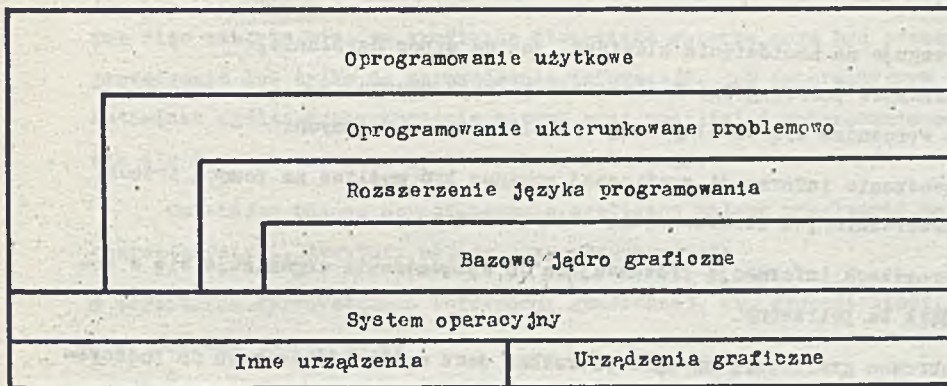 Oprogramowanie użytkowe
Oprogramowanie ukierunkowane problemowo
Rozszerzenie języka programowania
Bazowe jądro graficzne
System operacyjny
Inne urządzenia
Urządzenia graficzne